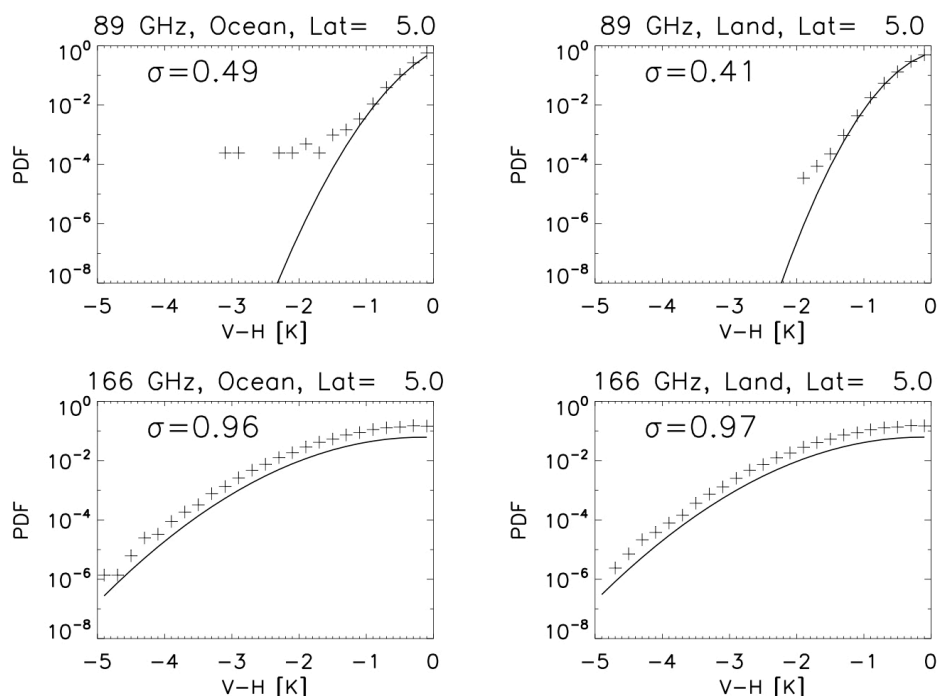 89 GHz, Ocean, Lat= 5.0
σ=0.49
PDF
10^0
10^-2
10^-4
10^-6
10^-8
-5 -4 -3 -2 -1 0
V-H [K]
89 GHz, Land, Lat= 5.0
σ=0.41
PDF
10^0
10^-2
10^-4
10^-6
10^-8
-5 -4 -3 -2 -1 0
V-H [K]
166 GHz, Ocean, Lat= 5.0
σ=0.96
PDF
10^0
10^-2
10^-4
10^-6
10^-8
-5 -4 -3 -2 -1 0
V-H [K]
166 GHz, Land, Lat= 5.0
σ=0.97
PDF
10^0
10^-2
10^-4
10^-6
10^-8
-5 -4 -3 -2 -1 0
V-H [K]